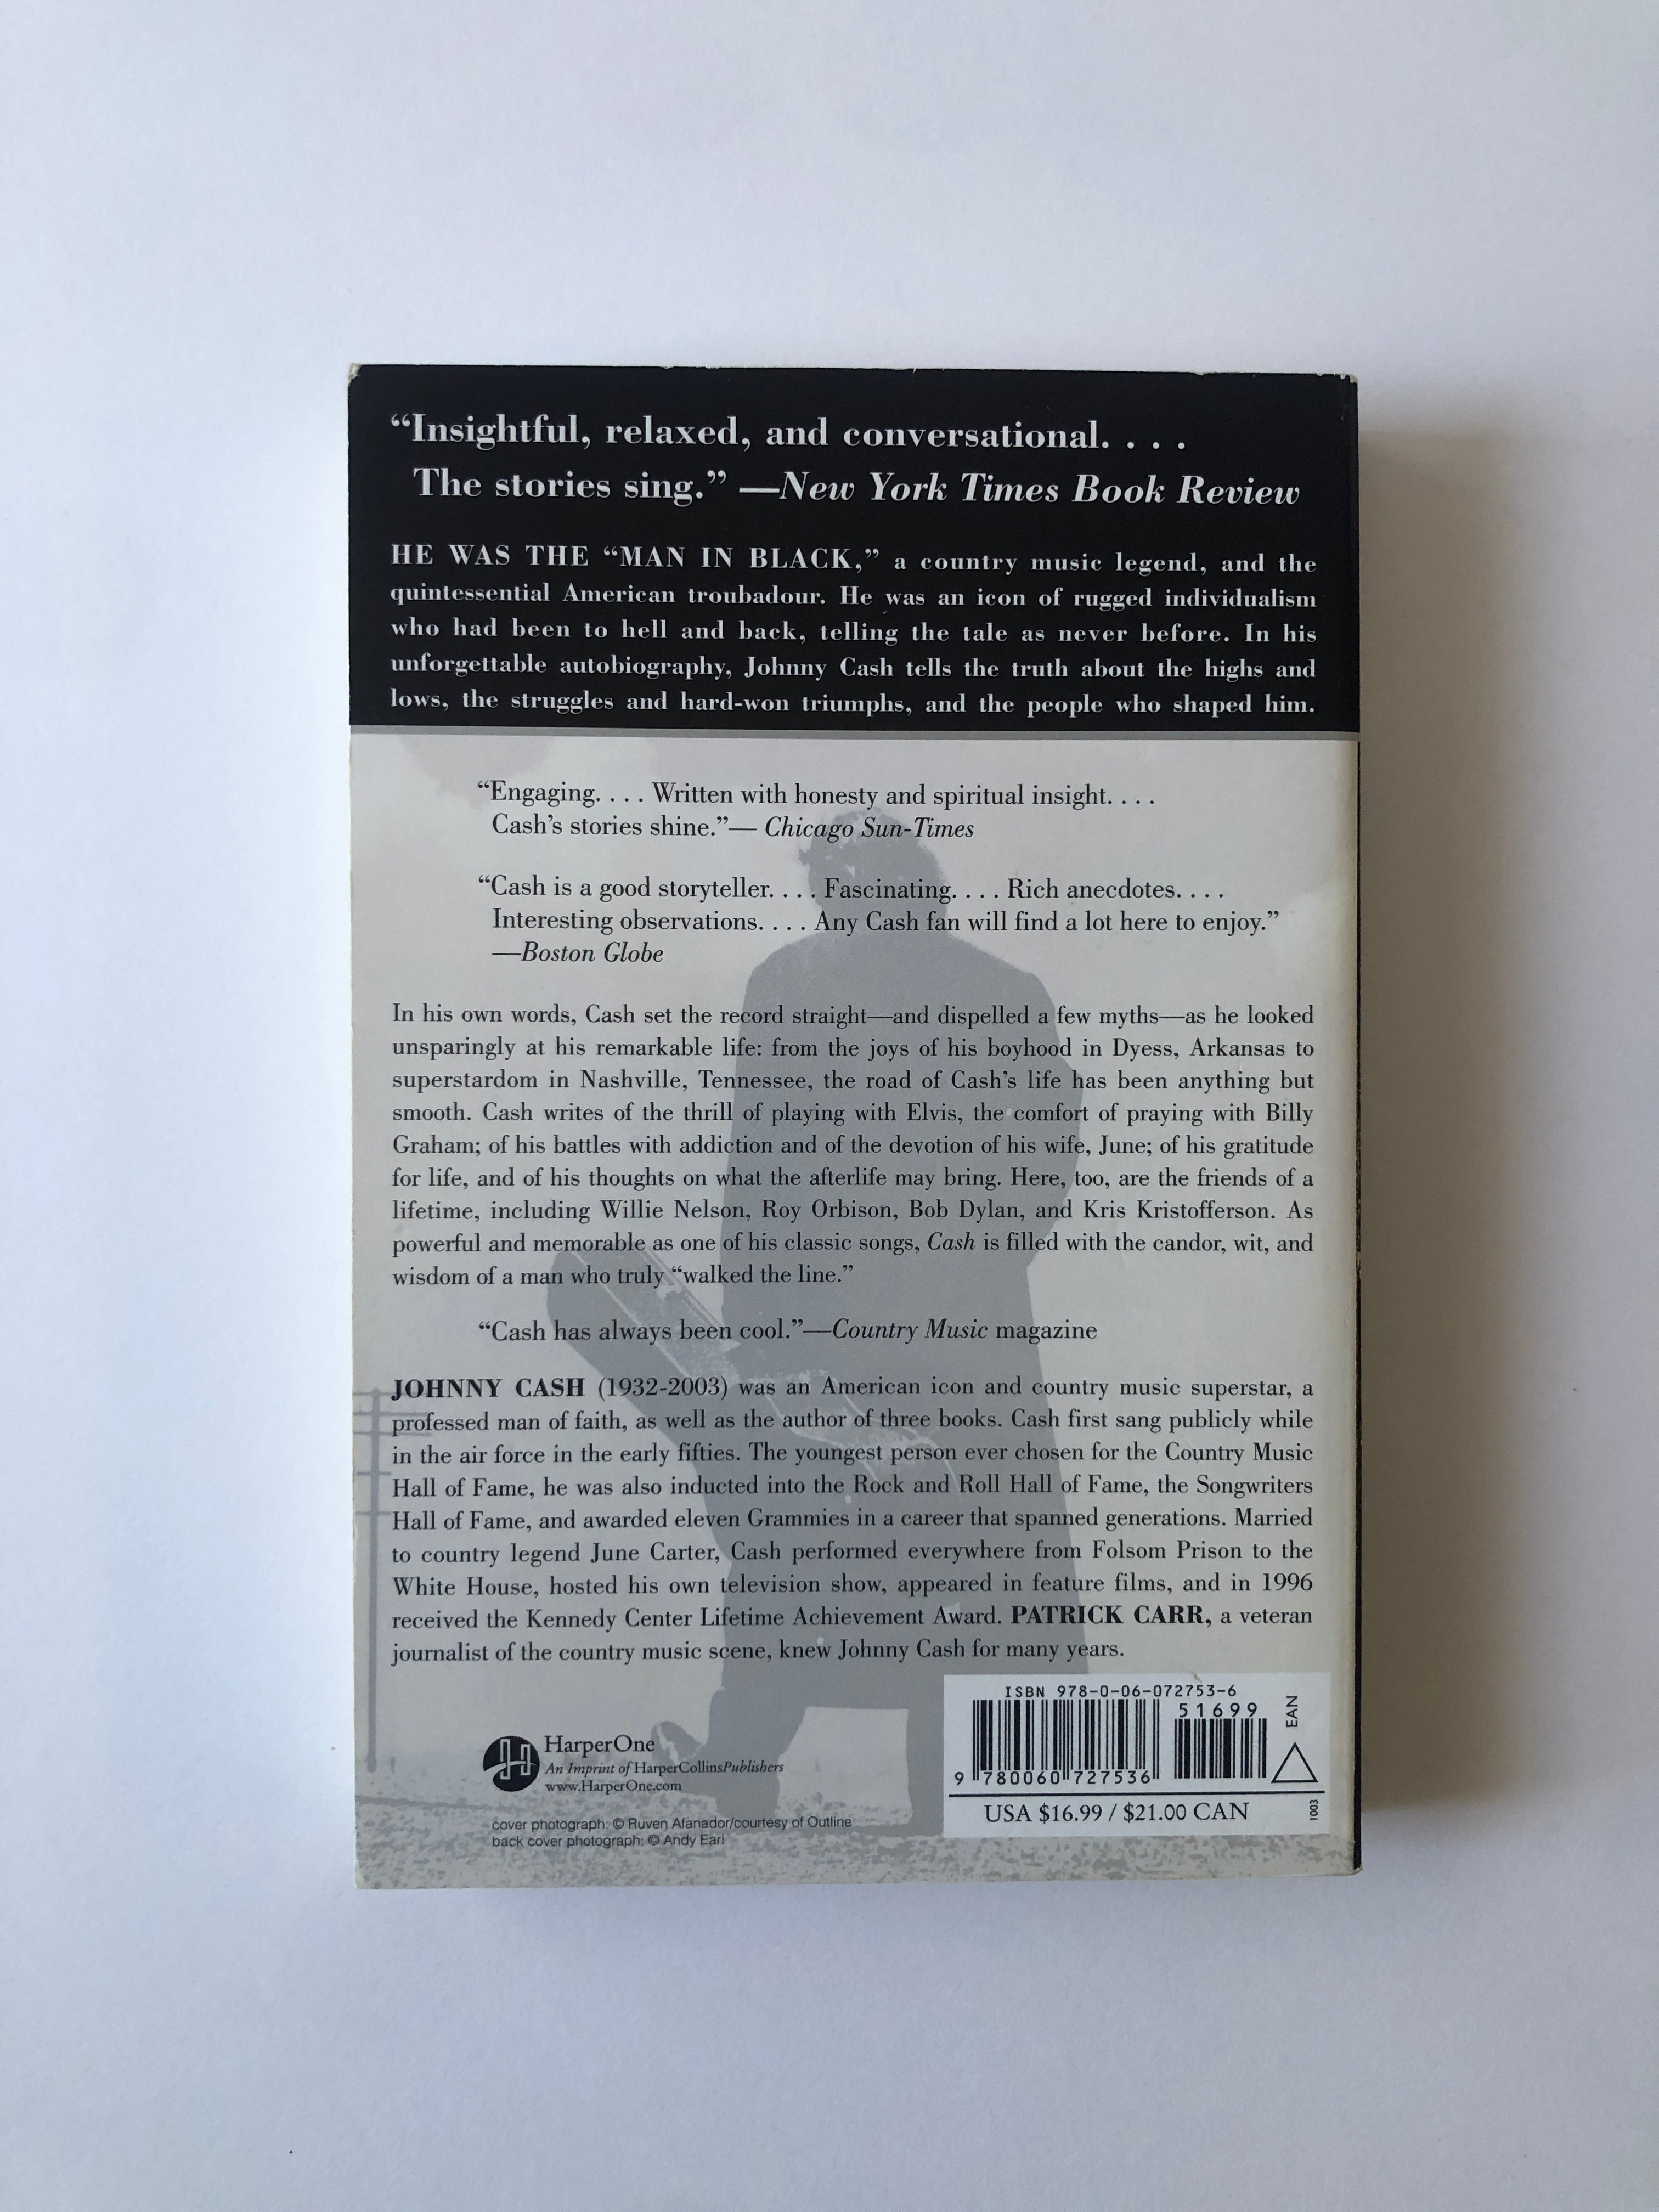 “Insightful, relaxed, and conversational. . . .
The stories sing.” —New York Times Book Review
HE WAS THE “MAN IN BLACK,” a country music legend, and the
quintessential American troubadour. He was an icon of rugged individualism
who had been to hell and back, telling the tale as never before. In his
unforgettable autobiography, Johnny Cash tells the truth about the highs and
lows, the struggles and hard-won triumphs, and the people who shaped him.
“Engaging. . . . Written with honesty and spiritual insight. . . .
Cash’s stories shine.”— Chicago Sun-Times
“Cash is a good storyteller. . . . Fascinating. . . . Rich anecdotes. . . .
Interesting observations. . . . Any Cash fan will find a lot here to enjoy.”
—Boston Globe
In his own words, Cash set the record straight—and dispelled a few myths—as he looked
unsparingly at his remarkable life: from the joys of his boyhood in Dyess, Arkansas to
superstardom in Nashville, Tennessee, the road of Cash’s life has been anything but
smooth. Cash writes of the thrill of playing with Elvis, the comfort of praying with Billy
Graham; of his battles with addiction and of the devotion of his wife, June; of his gratitude
for life, and of his thoughts on what the afterlife may bring. Here, too, are the friends of a
lifetime, including Willie Nelson, Roy Orbison, Bob Dylan, and Kris Kristofferson. As
powerful and memorable as one of his classic songs, Cash is filled with the candor, wit, and
wisdom of a man who truly “walked the line.”
“Cash has always been cool.”—Country Music magazine
JOHNNY CASH (1932-2003) was an American icon and country music superstar, a
professed man of faith, as well as the author of three books. Cash first sang publicly while
in the air force in the early fifties. The youngest person ever chosen for the Country Music
Hall of Fame, he was also inducted into the Rock and Roll Hall of Fame, the Songwriters
Hall of Fame, and awarded eleven Grammies in a career that spanned generations. Married
to country legend June Carter, Cash performed everywhere from Folsom Prison to the
White House, hosted his own television show, appeared in feature films, and in 1996
received the Kennedy Center Lifetime Achievement Award. PATRICK CARR, a veteran
journalist of the country music scene, knew Johnny Cash for many years.
HarperOne
An Imprint of HarperCollinsPublishers
www.HarperOne.com
cover photograph: © Ruven Afanador/courtesy of Outline
back cover photograph: © Andy Earl
ISBN 978-0-06-072753-6
51699
EAN
9 780060 727536
USA $16.99 / $21.00 CAN
1003